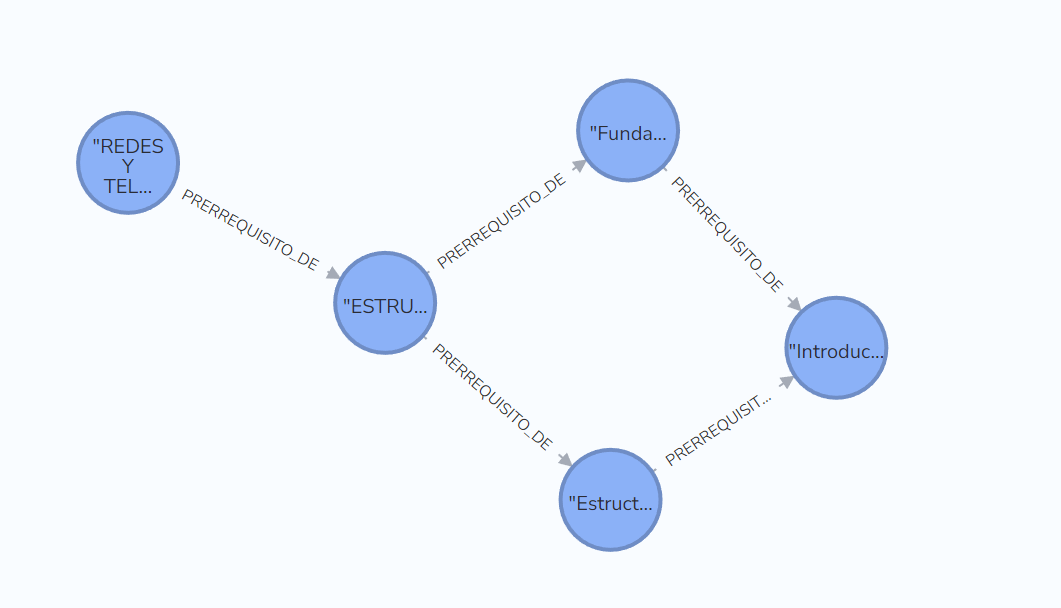 "REDES
Y
TEL...
PRERREQUISITO_DE
"ESTRU...
PRERREQUISITO_DE
"Funda...
PRERREQUISITO_DE
"Introduc...
PRERREQUISITO_DE
"Estruct...
PRERREQUISIT...